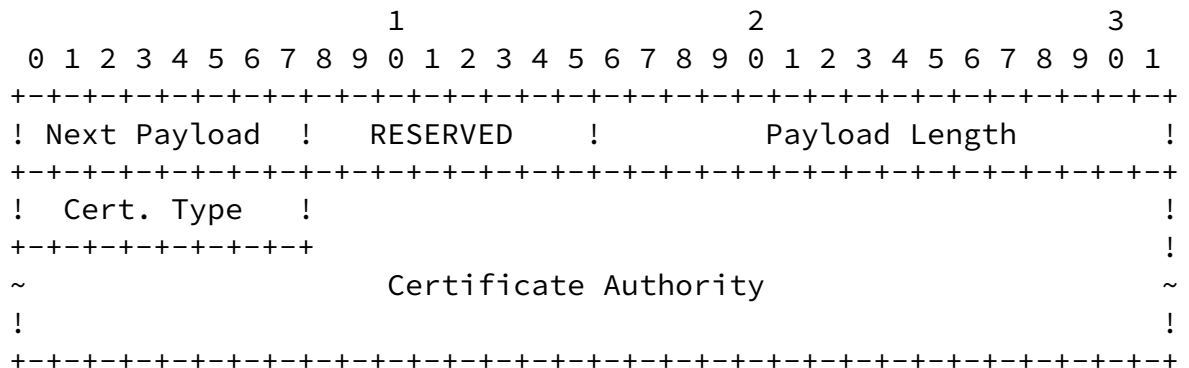 1                   2                   3
 0 1 2 3 4 5 6 7 8 9 0 1 2 3 4 5 6 7 8 9 0 1 2 3 4 5 6 7 8 9 0 1
+-+-+-+-+-+-+-+-+-+-+-+-+-+-+-+-+-+-+-+-+-+-+-+-+-+-+-+-+-+-+-+-+
! Next Payload  !   RESERVED    !         Payload Length        !
+-+-+-+-+-+-+-+-+-+-+-+-+-+-+-+-+-+-+-+-+-+-+-+-+-+-+-+-+-+-+-+-+
!  Cert. Type   !                                               !
+-+-+-+-+-+-+-+-+                                               !
~                    Certificate Authority                      ~
!                                                               !
+-+-+-+-+-+-+-+-+-+-+-+-+-+-+-+-+-+-+-+-+-+-+-+-+-+-+-+-+-+-+-+-+